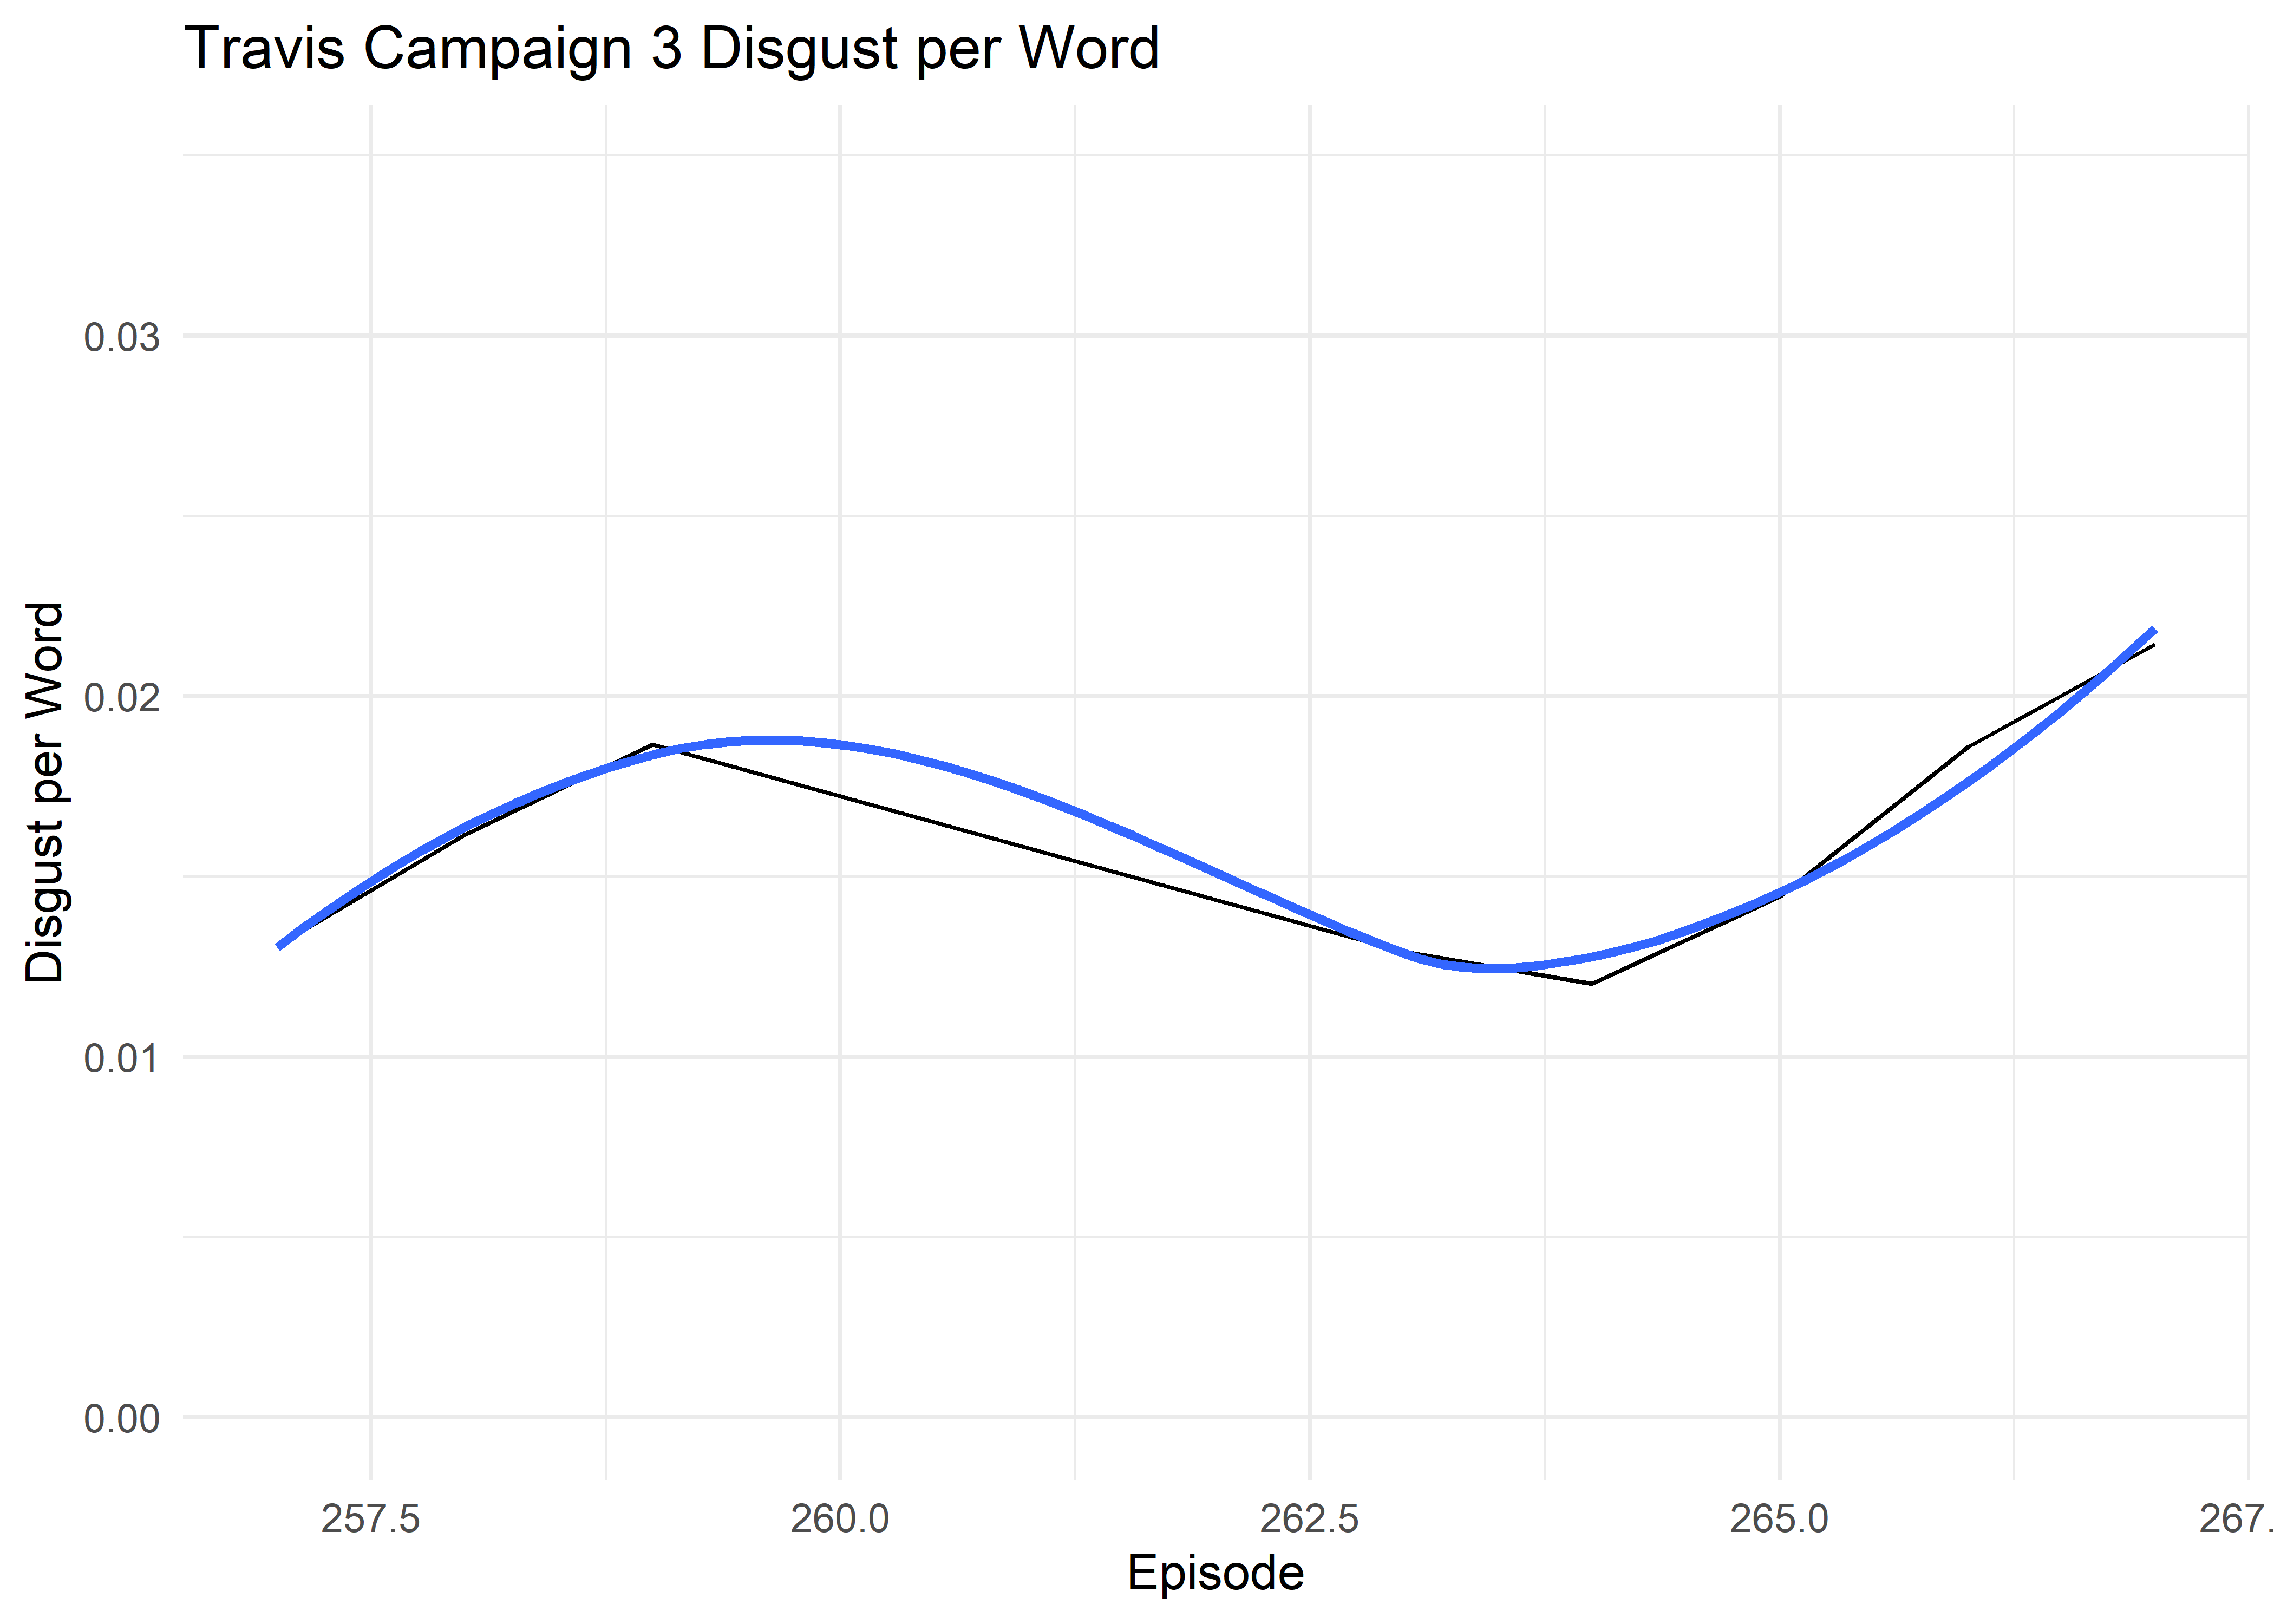 Travis Campaign 3 Disgust per Word
Disgust per Word
0.03
0.02
0.01
0.00
257.5 260.0 262.5 265.0 267.
Episode